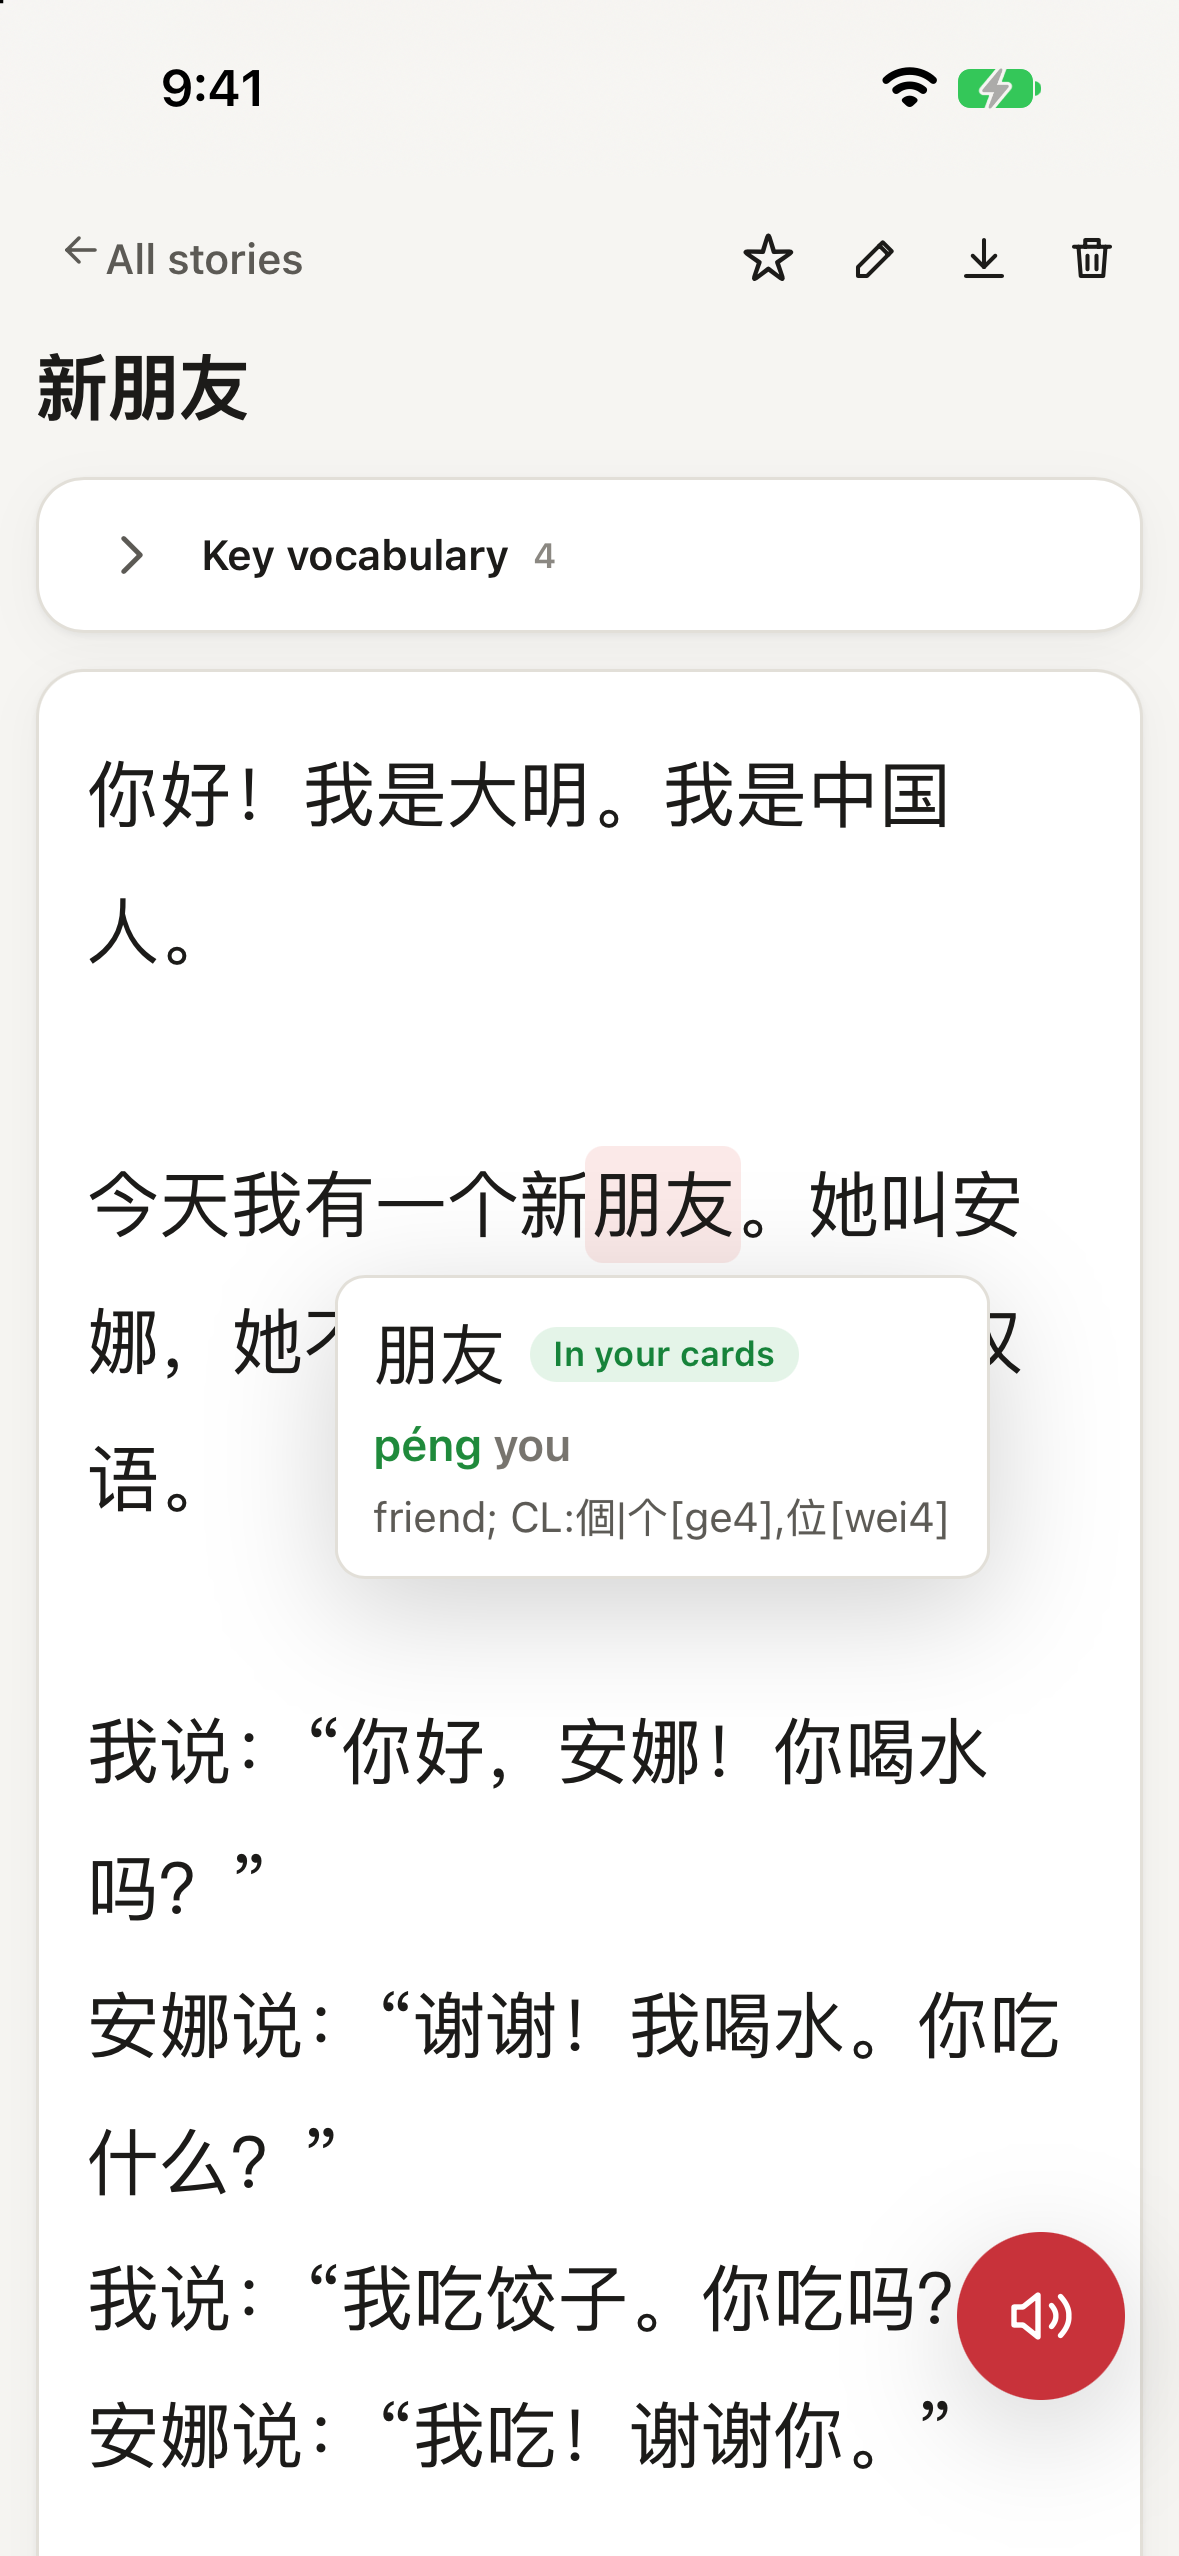 9:41
All stories
新朋友
Key vocabulary 4
你好！我是大明。我是中国
人。
今天我有一个新朋友。她叫安
娜，她
朋友 In your cards
péng you
friend; CL:個|个[ge4],位[wei4]
语。
我说：“你好，安娜！你喝水
吗？”
安娜说：“谢谢！我喝水。你吃
什么？”
我说：“我吃饺子。你吃吗？
安娜说：“我吃！谢谢你。”